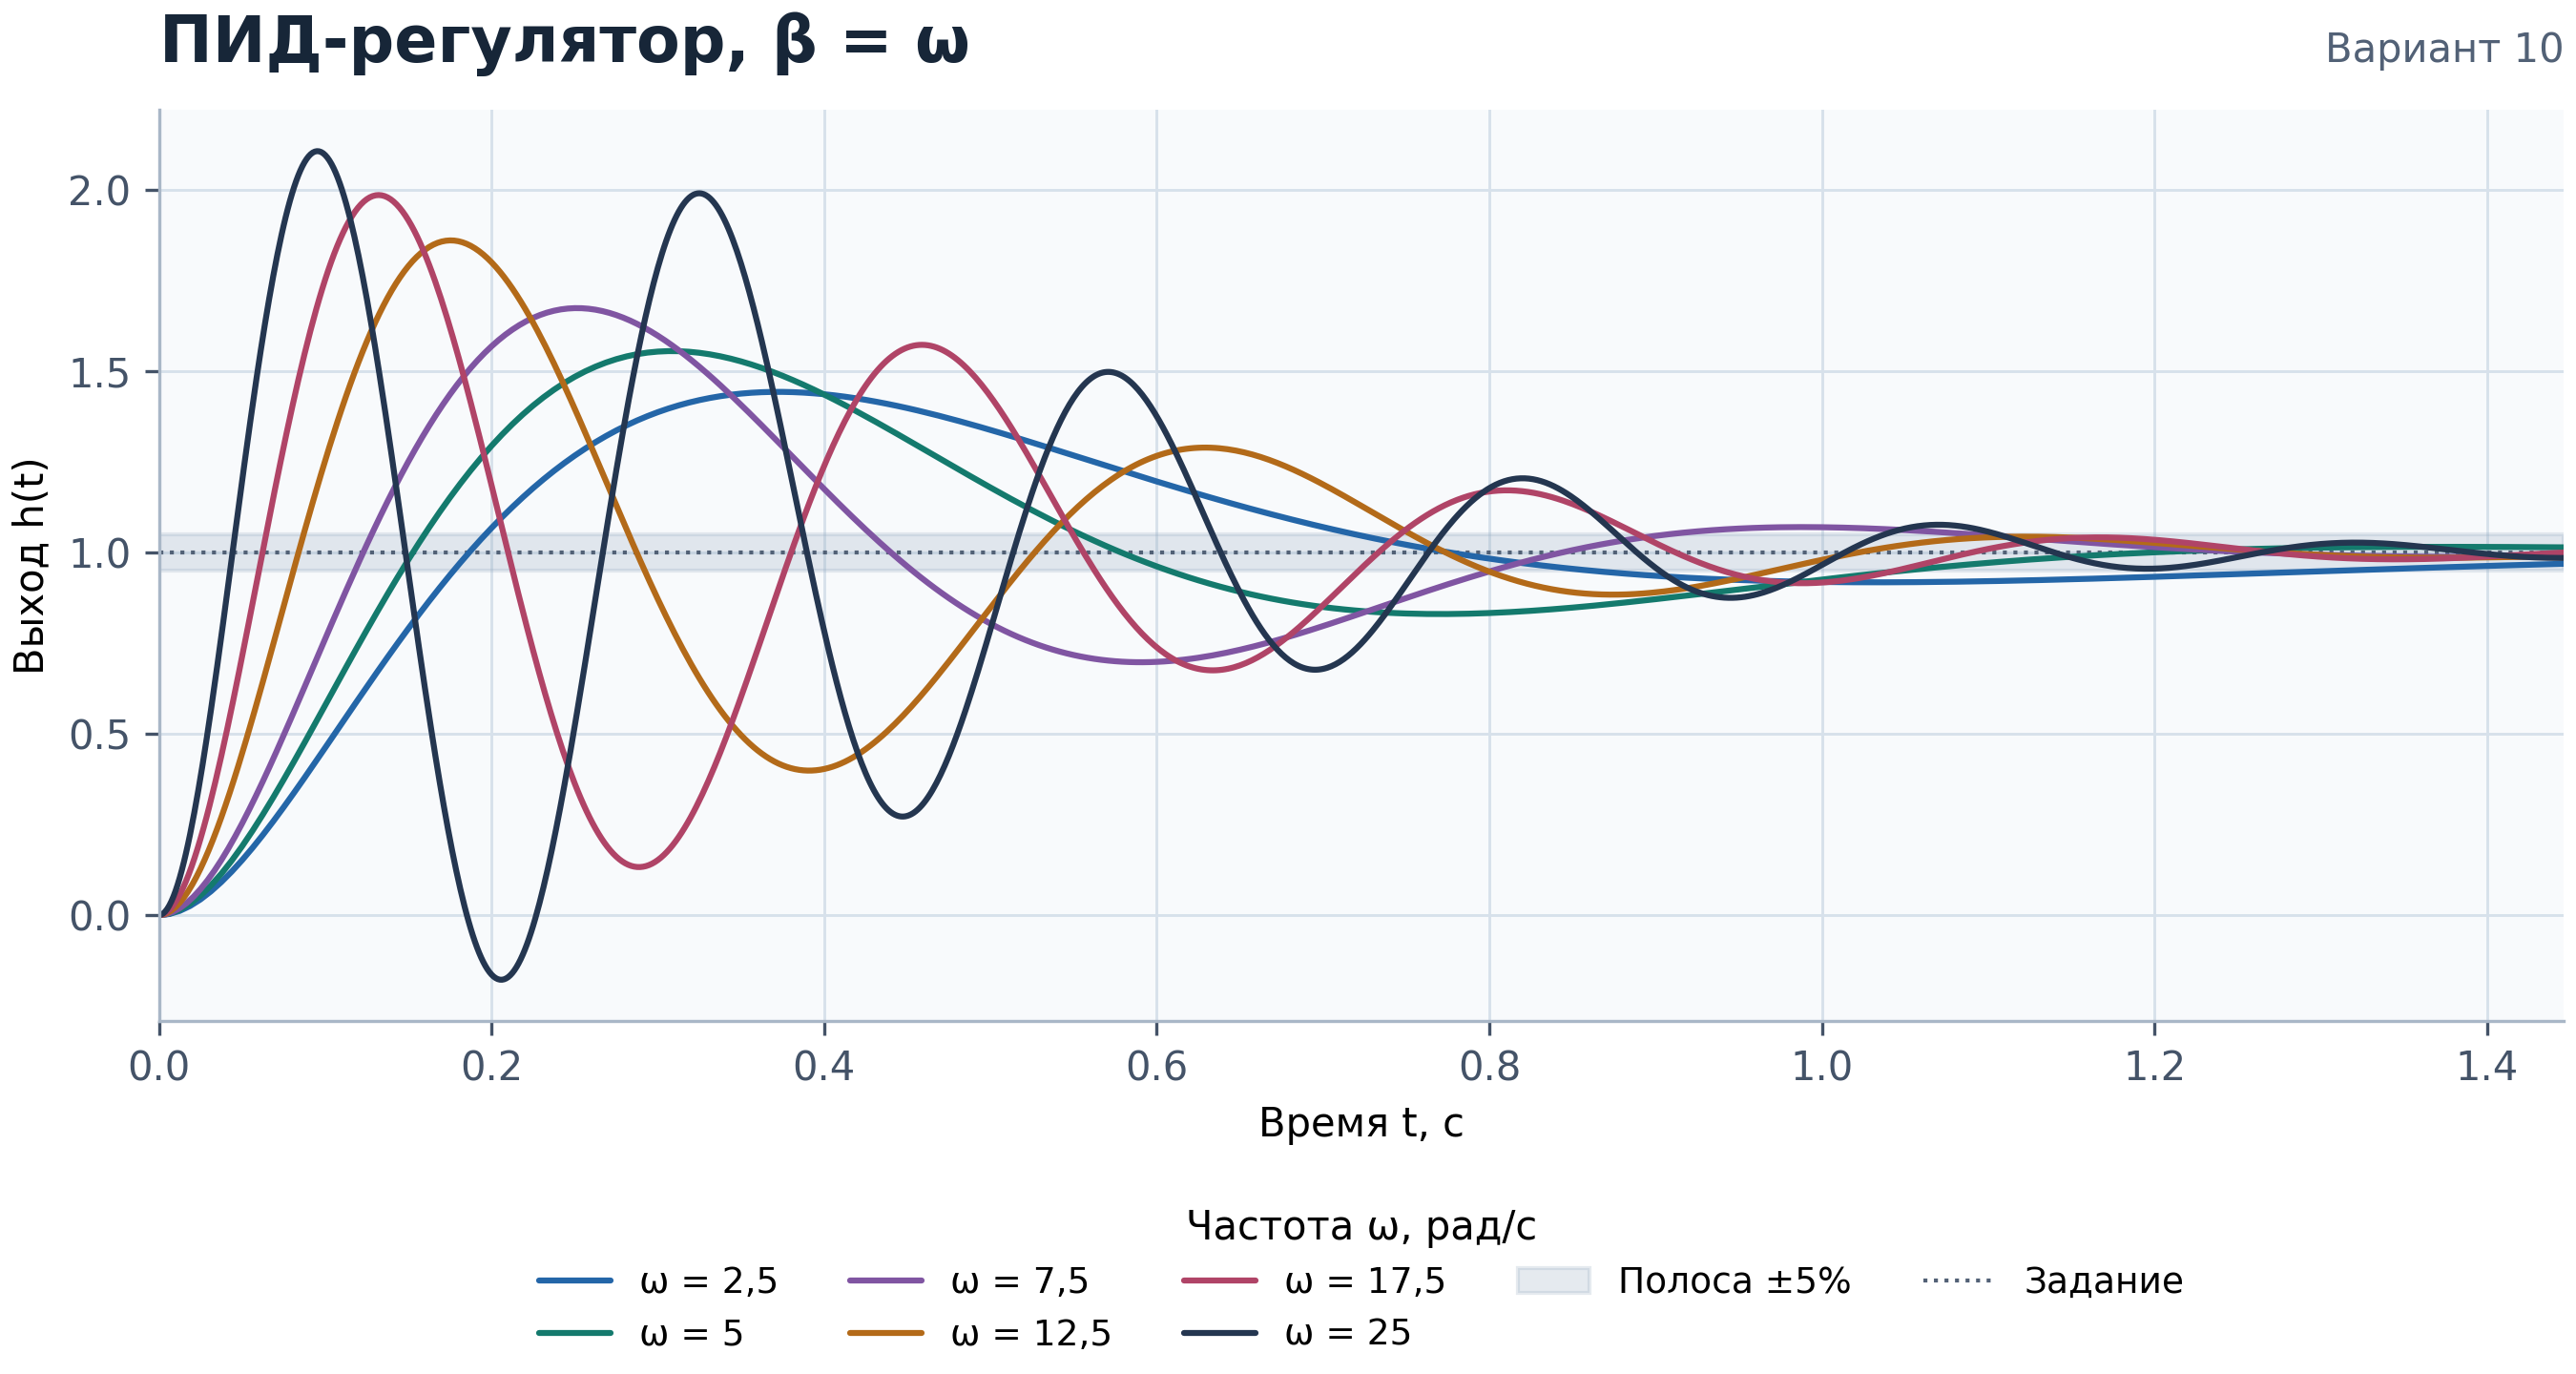 ПИД-регулятор, β = ω
Вариант 10
Выход h(t)
2.0
1.5
1.0
0.5
0.0
0.0 0.2 0.4 0.6 0.8 1.0 1.2 1.4
Время t, с
Частота ω, рад/с
ω = 2,5 ω = 7,5 ω = 17,5 Полоса ±5% Задание
ω = 5 ω = 12,5 ω = 25